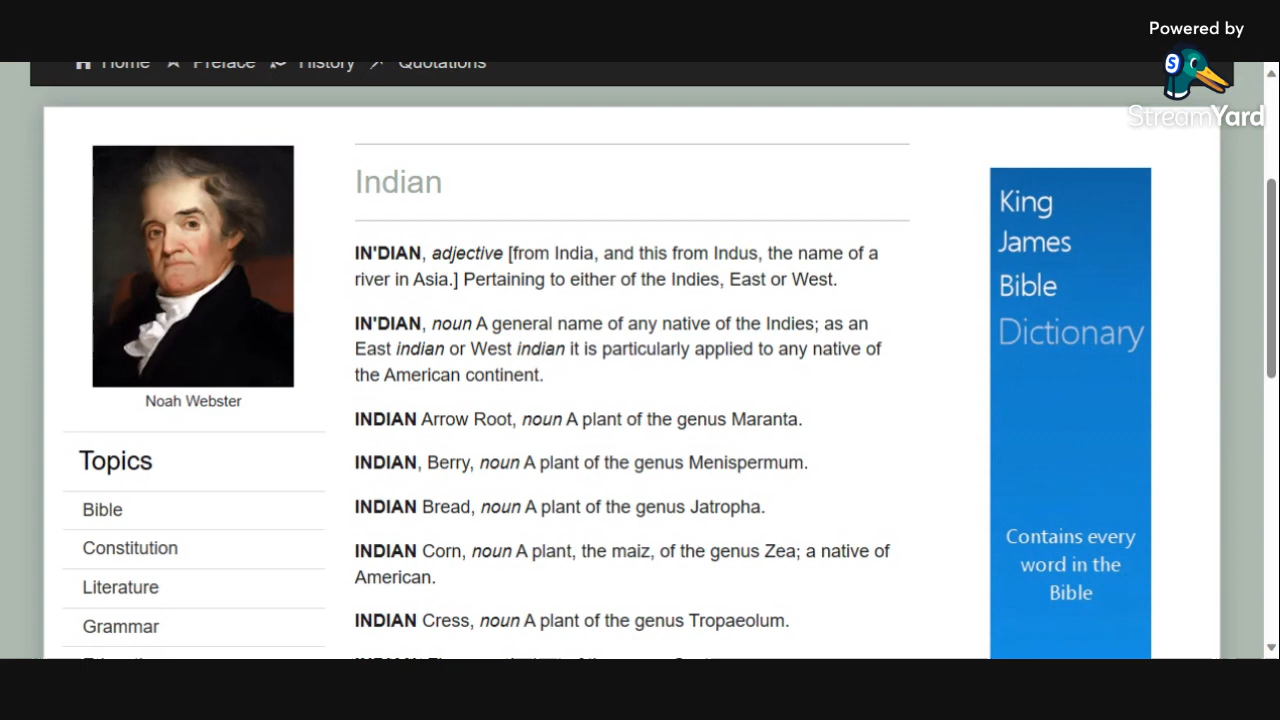 Powered by
StreamYard
Home Preface History Quotations
Indian
IN'DIAN, adjective [from India, and this from Indus, the name of a
river in Asia.] Pertaining to either of the Indies, East or West.
IN'DIAN, noun A general name of any native of the Indies; as an
East indian or West indian it is particularly applied to any native of
the American continent.
INDIAN Arrow Root, noun A plant of the genus Maranta.
INDIAN, Berry, noun A plant of the genus Menispermum.
INDIAN Bread, noun A plant of the genus Jatropha.
INDIAN Corn, noun A plant, the maiz, of the genus Zea; a native of
American.
INDIAN Cress, noun A plant of the genus Tropaeolum.
Noah Webster
Topics
Bible
Constitution
Literature
Grammar
King
James
Bible
Dictionary
Contains every
word in the
Bible